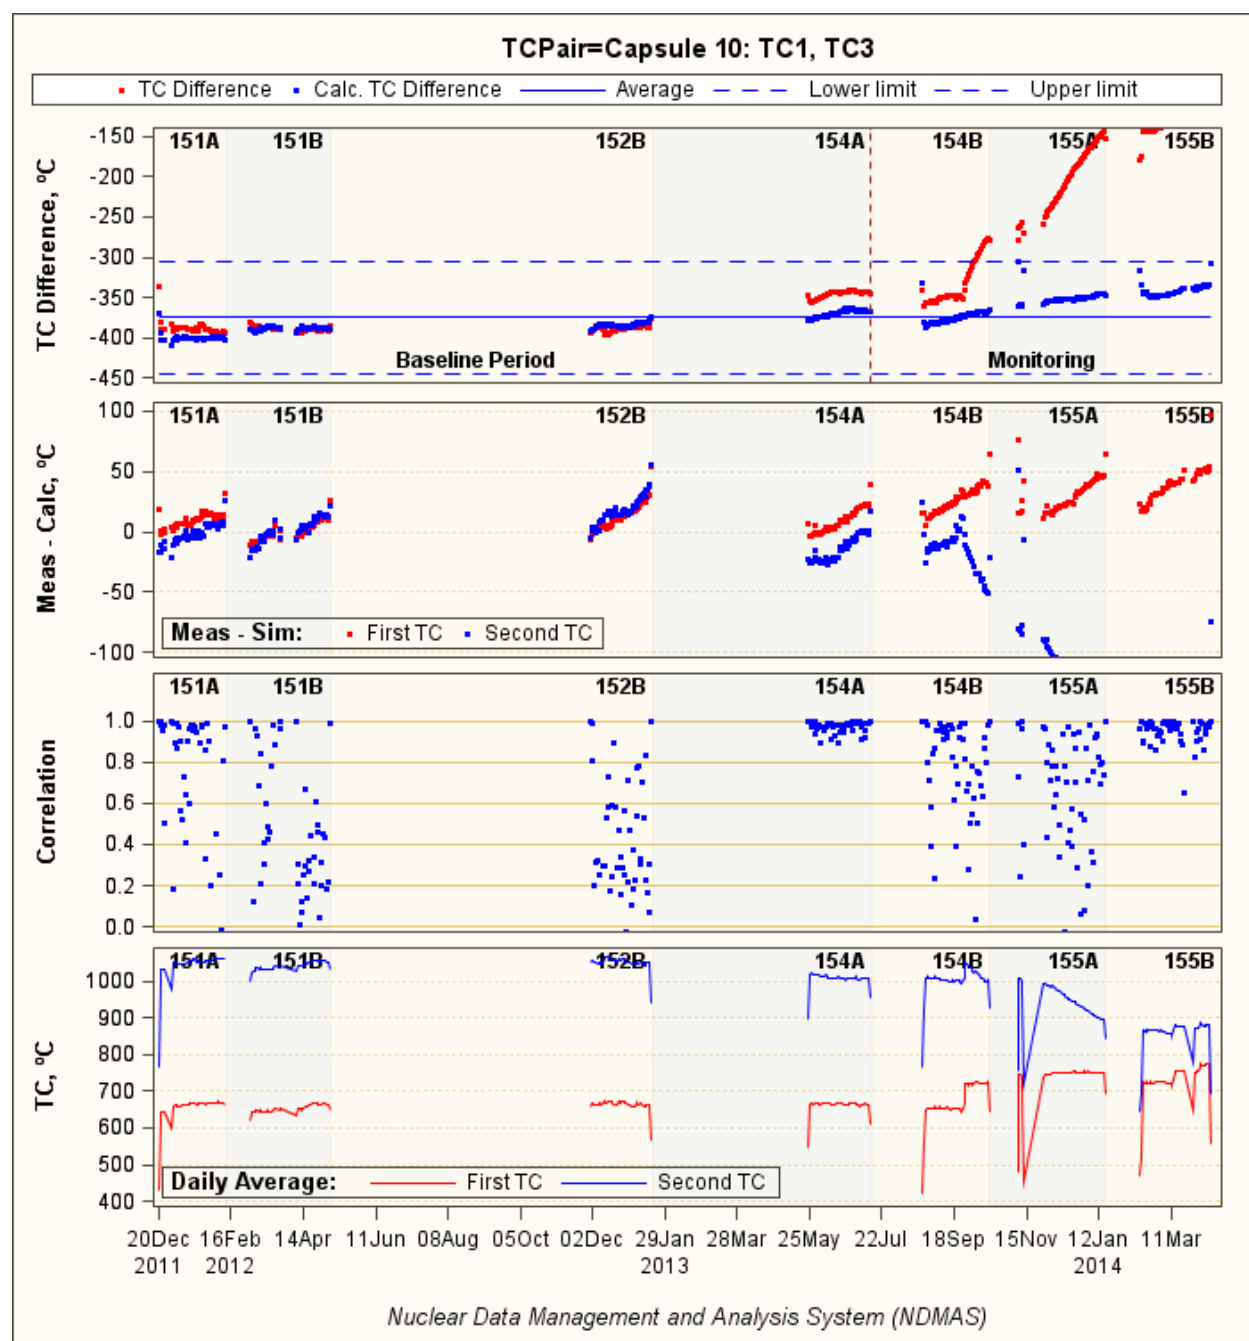 TCPair=Capsule 10: TC1, TC3
TC Difference Calc. TC Difference Average Lower limit Upper limit
TC Difference, ºC
-150
-200
-250
-300
-350
-400
-450
151A 151B 152B 154A 154B 155A 155B
Baseline Period Monitoring
Meas - Calc, ºC
100
50
0
-50
-100
151A 151B 152B 154A 154B 155A 155B
Meas - Sim: First TC Second TC
Correlation
1.0
0.8
0.6
0.4
0.2
0.0
151A 151B 152B 154A 154B 155A 155B
TC, ºC
1000
900
800
700
600
500
400
151A 151B 152B 154A 154B 155A 155B
Daily Average: First TC Second TC
20Dec 16Feb 14Apr 11Jun 08Aug 05Oct 02Dec 29Jan 28Mar 25May 22Jul 18Sep 15Nov 12Jan 11Mar
2011 2012 2013 2014
Nuclear Data Management and Analysis System (NDMAS)